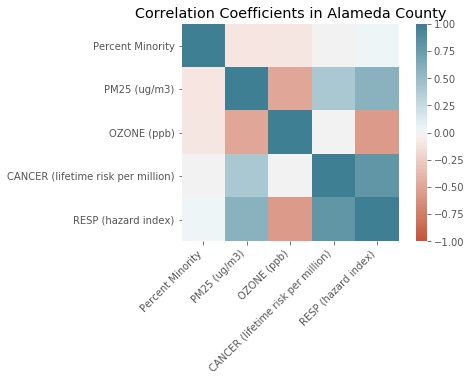 Correlation Coefficients in Alameda County
Percent Minority
PM25 (ug/m3)
OZONE (ppb)
CANCER (lifetime risk per million)
RESP (hazard index)
Percent Minority
PM25 (ug/m3)
OZONE (ppb)
CANCER (lifetime risk per million)
RESP (hazard index)
1.00
0.75
0.50
0.25
0.00
−0.25
−0.50
−0.75
−1.00